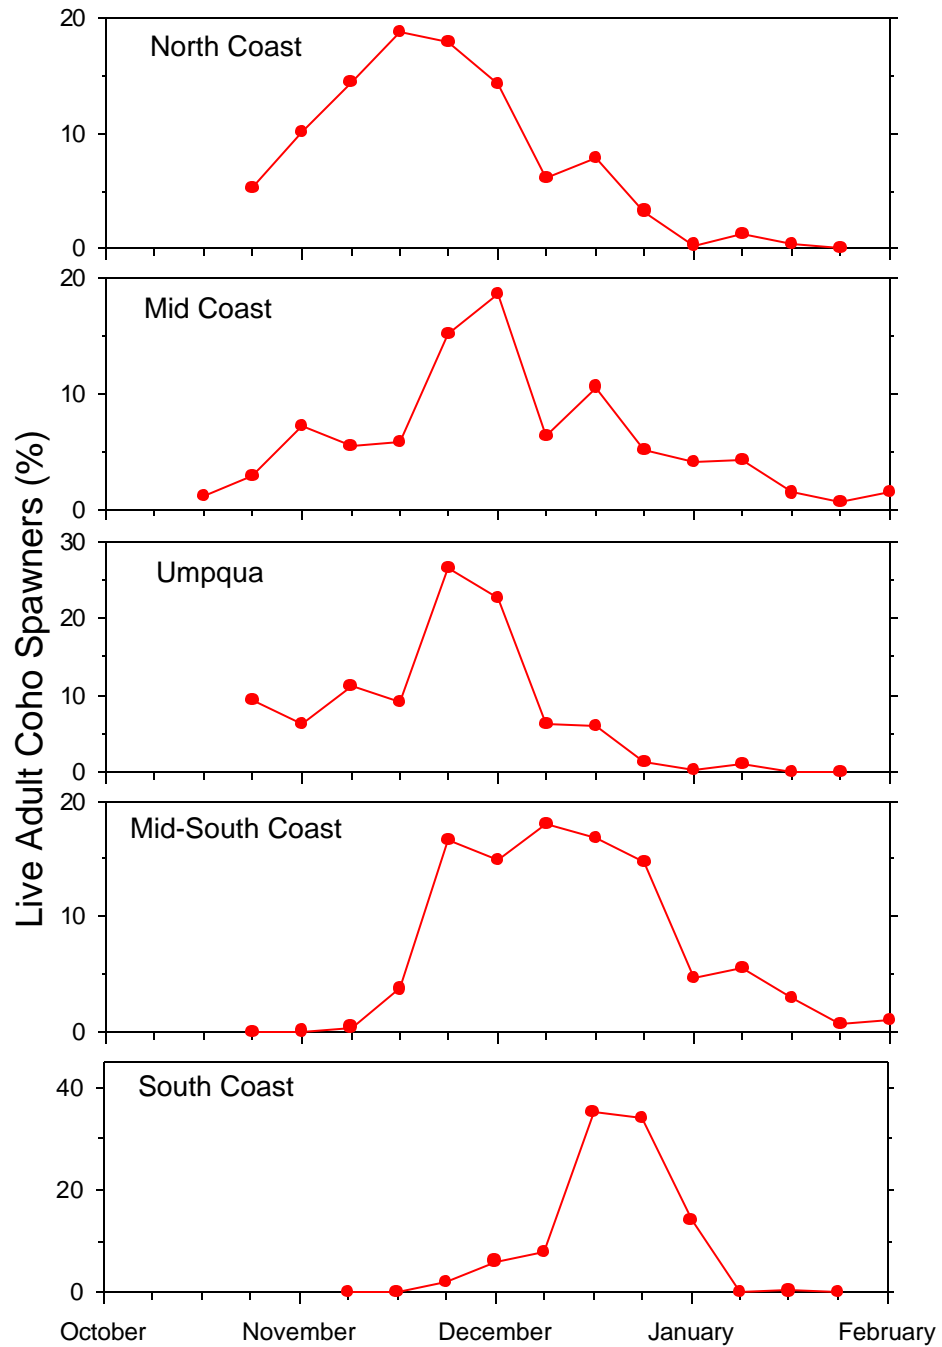 20
North Coast
10
0
20
Mid Coast
10
0
30
Umpqua
20
10
0
20
Mid-South Coast
10
0
South Coast
40
20
0
October November December January February
Live Adult Coho Spawners (%)